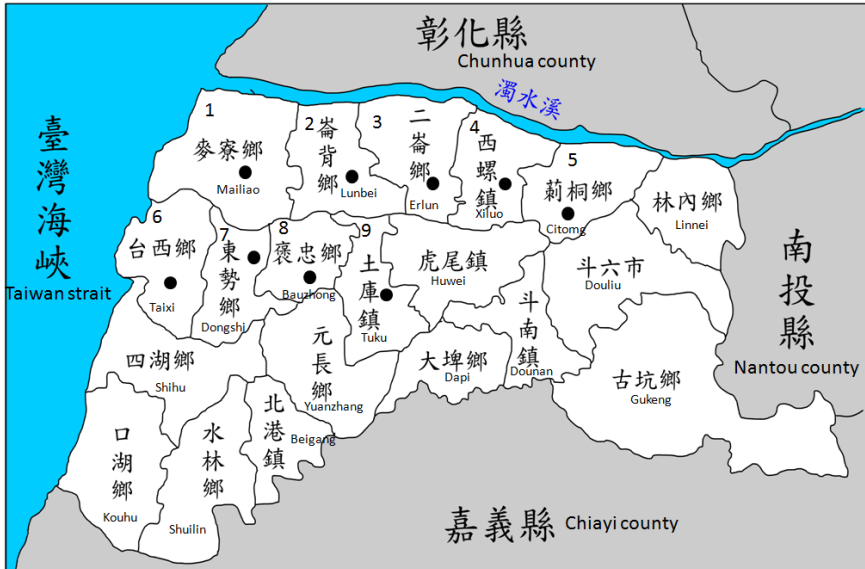 彰化縣
Chunhua county
濁水溪
臺灣海峽
Taiwan strait
南投縣
Nantou county
嘉義縣
Chiayi county
1
麥寮鄉
Mailiao
2
崙背鄉
Lunbei
3
二崙鄉
Erlun
4
西螺鎮
Xiluo
5
莿桐鄉
Citomg
林內鄉
Linnei
6
台西鄉
Taixi
7
東勢鄉
Dongshi
8
褒忠鄉
Bauzhong
9
土庫鎮
Tuku
虎尾鎮
Huwei
斗南鎮
Dounan
斗六市
Douliu
四湖鄉
Shihu
元長鄉
Yuanzhang
大埤鄉
Dapi
古坑鄉
Gukeng
口湖鄉
Kouhu
水林鄉
Shuilin
北港鎮
Beigang